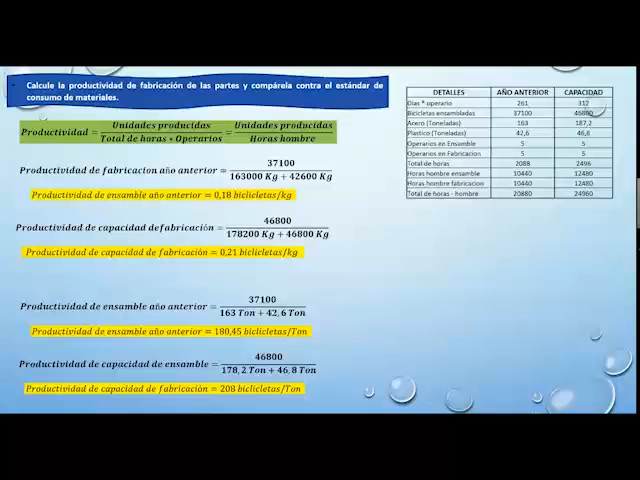 Calcule la productividad de fabricación de las partes y compárela contra el estándar de
consumo de materiales.
Productividad = Unidades producidas / Total de horas * Operarios = Unidades producidas / Horas hombre
Productividad de fabricacion año anterior = 37100 / 163000 Kg + 42600 Kg
Productividad de ensamble año anterior = 0,18 bicicletas/kg
Productividad de capacidad defabricación = 46800 / 178200 Kg + 46800 Kg
Productividad de capacidad de fabricación = 0,21 bicicletas/kg
Productividad de ensamble año anterior = 37100 / 163 Ton + 42,6 Ton
Productividad de ensamble año anterior = 180,45 bicicletas/Ton
Productividad de capacidad de ensamble = 46800 / 178,2 Ton + 46,8 Ton
Productividad de capacidad de fabricación = 208 bicicletas/Ton
DETALLES AÑO ANTERIOR CAPACIDAD
Dias * operario 261 312
Bicicletas ensambladas 37100 46800
Acero (Toneladas) 163 187,2
Plastico (Toneladas) 42,6 46,8
Operarios en Ensamble 5 5
Operarios en Fabricacion 5 5
Total de horas 2088 2496
Horas hombre ensamble 10440 12480
Horas hombre fabricacion 10440 12480
Total de horas - hombre 20880 24960